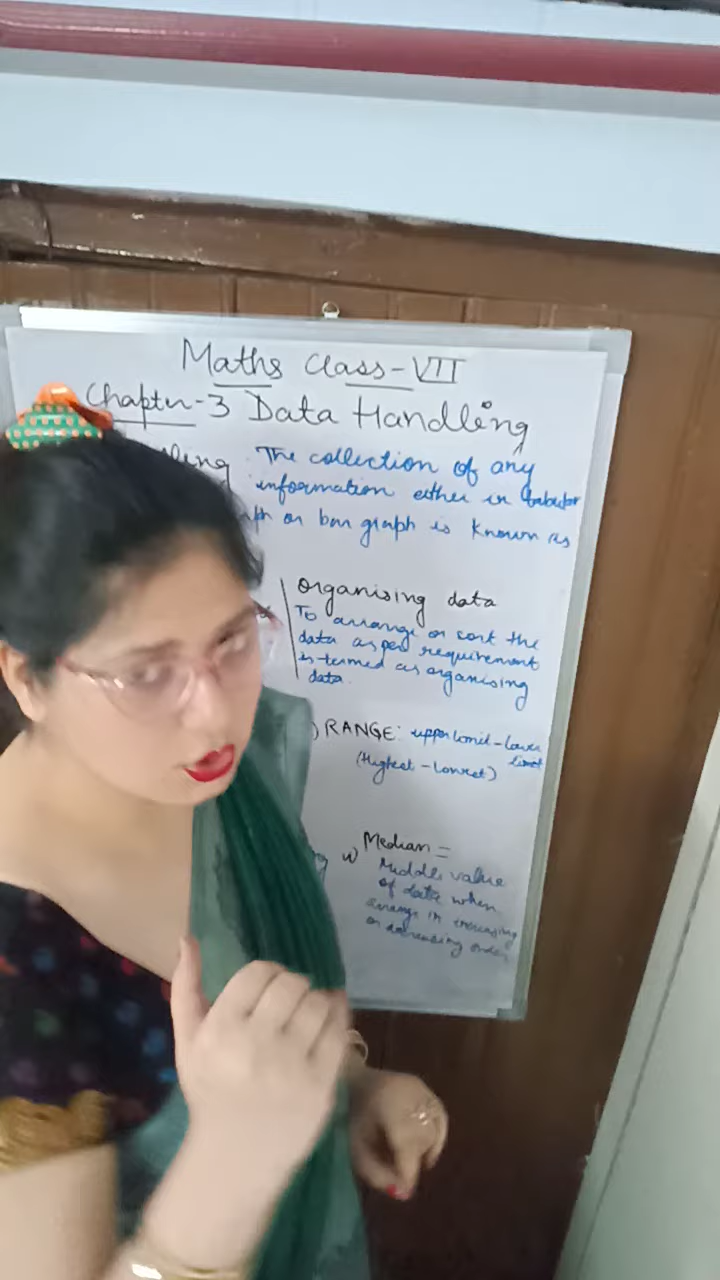 Maths Class-VII
Chapter-3 Data Handling
The collection of any
information either in tabular
or bar graph is known as
organising data
To arrange or sort the
data as per requirement
is termed as organising
data.
RANGE: upper limit-Lower
limit
(Highest-Lowest)
Median =
Middle value
of data when
arrange in increasing
or decreasing order